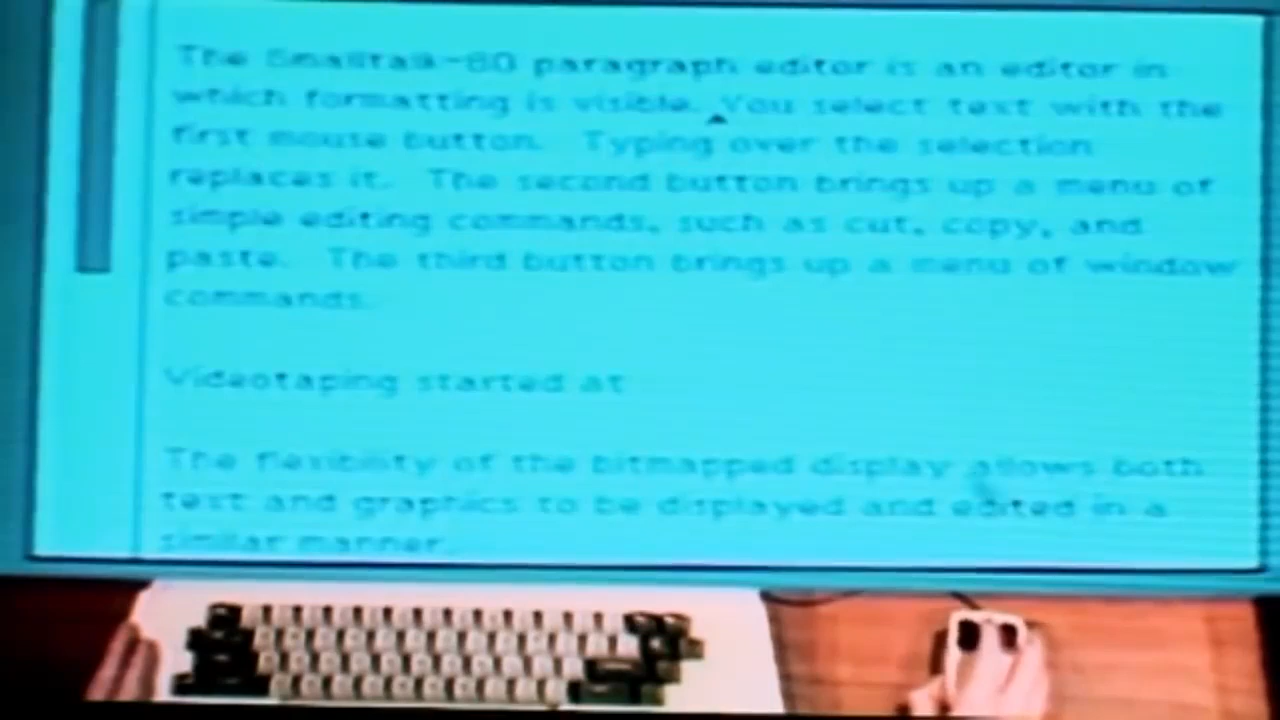 The Smalltalk-80 paragraph editor is an editor in
which formatting is visible. You select text with the
first mouse button. Typing over the selection
replaces it. The second button brings up a menu of
simple editing commands, such as cut, copy, and
paste. The third button brings up a menu of window
commands.
Videotaping started at
The flexibility of the bitmapped display allows both
text and graphics to be displayed and edited in a
similar manner.